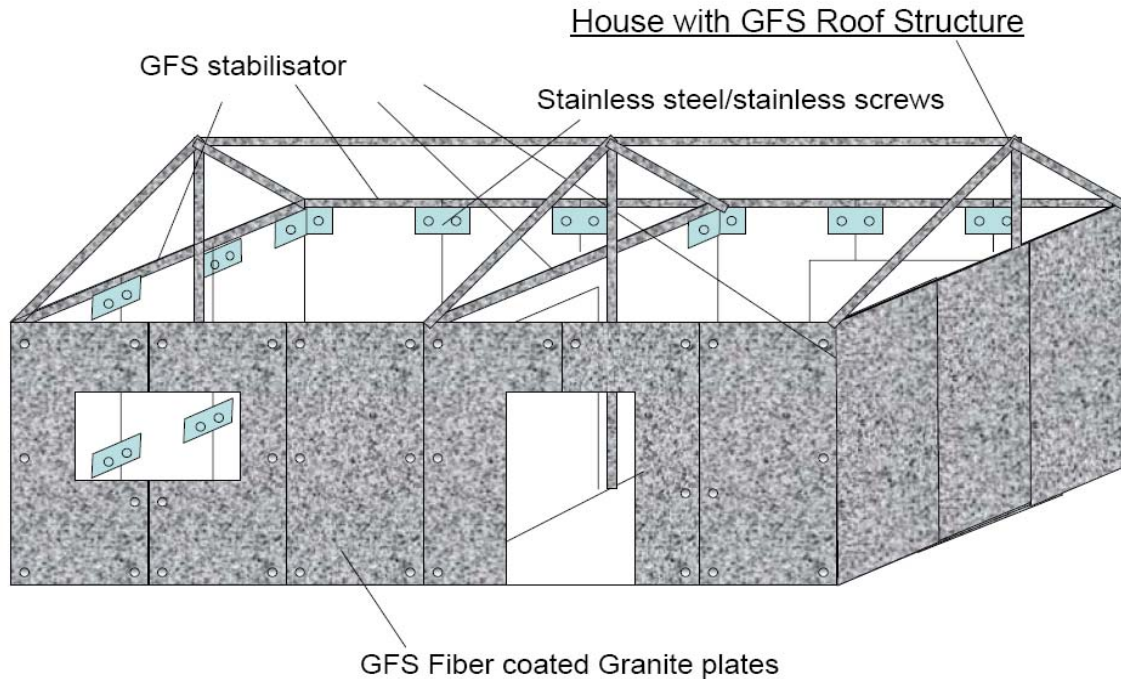 House with GFS Roof Structure
GFS stabilisator
Stainless steel/stainless screws
GFS Fiber coated Granite plates